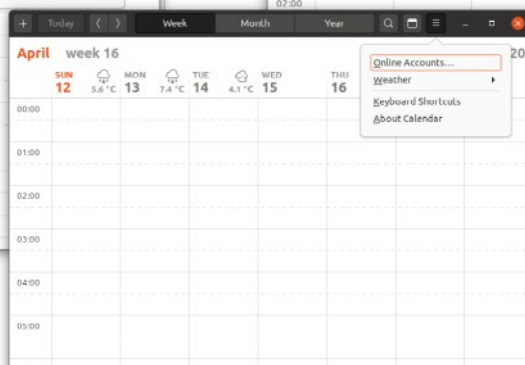 02:00
+ Today Week Month Year
April week 16 20
SUN MON TUE WED THU
12 5.6 °C 13 7.4 °C 14 4.1 °C 15 16
Online Accounts...
Weather
Keyboard Shortcuts
About Calendar
00:00
01:00
02:00
03:00
04:00
05:00